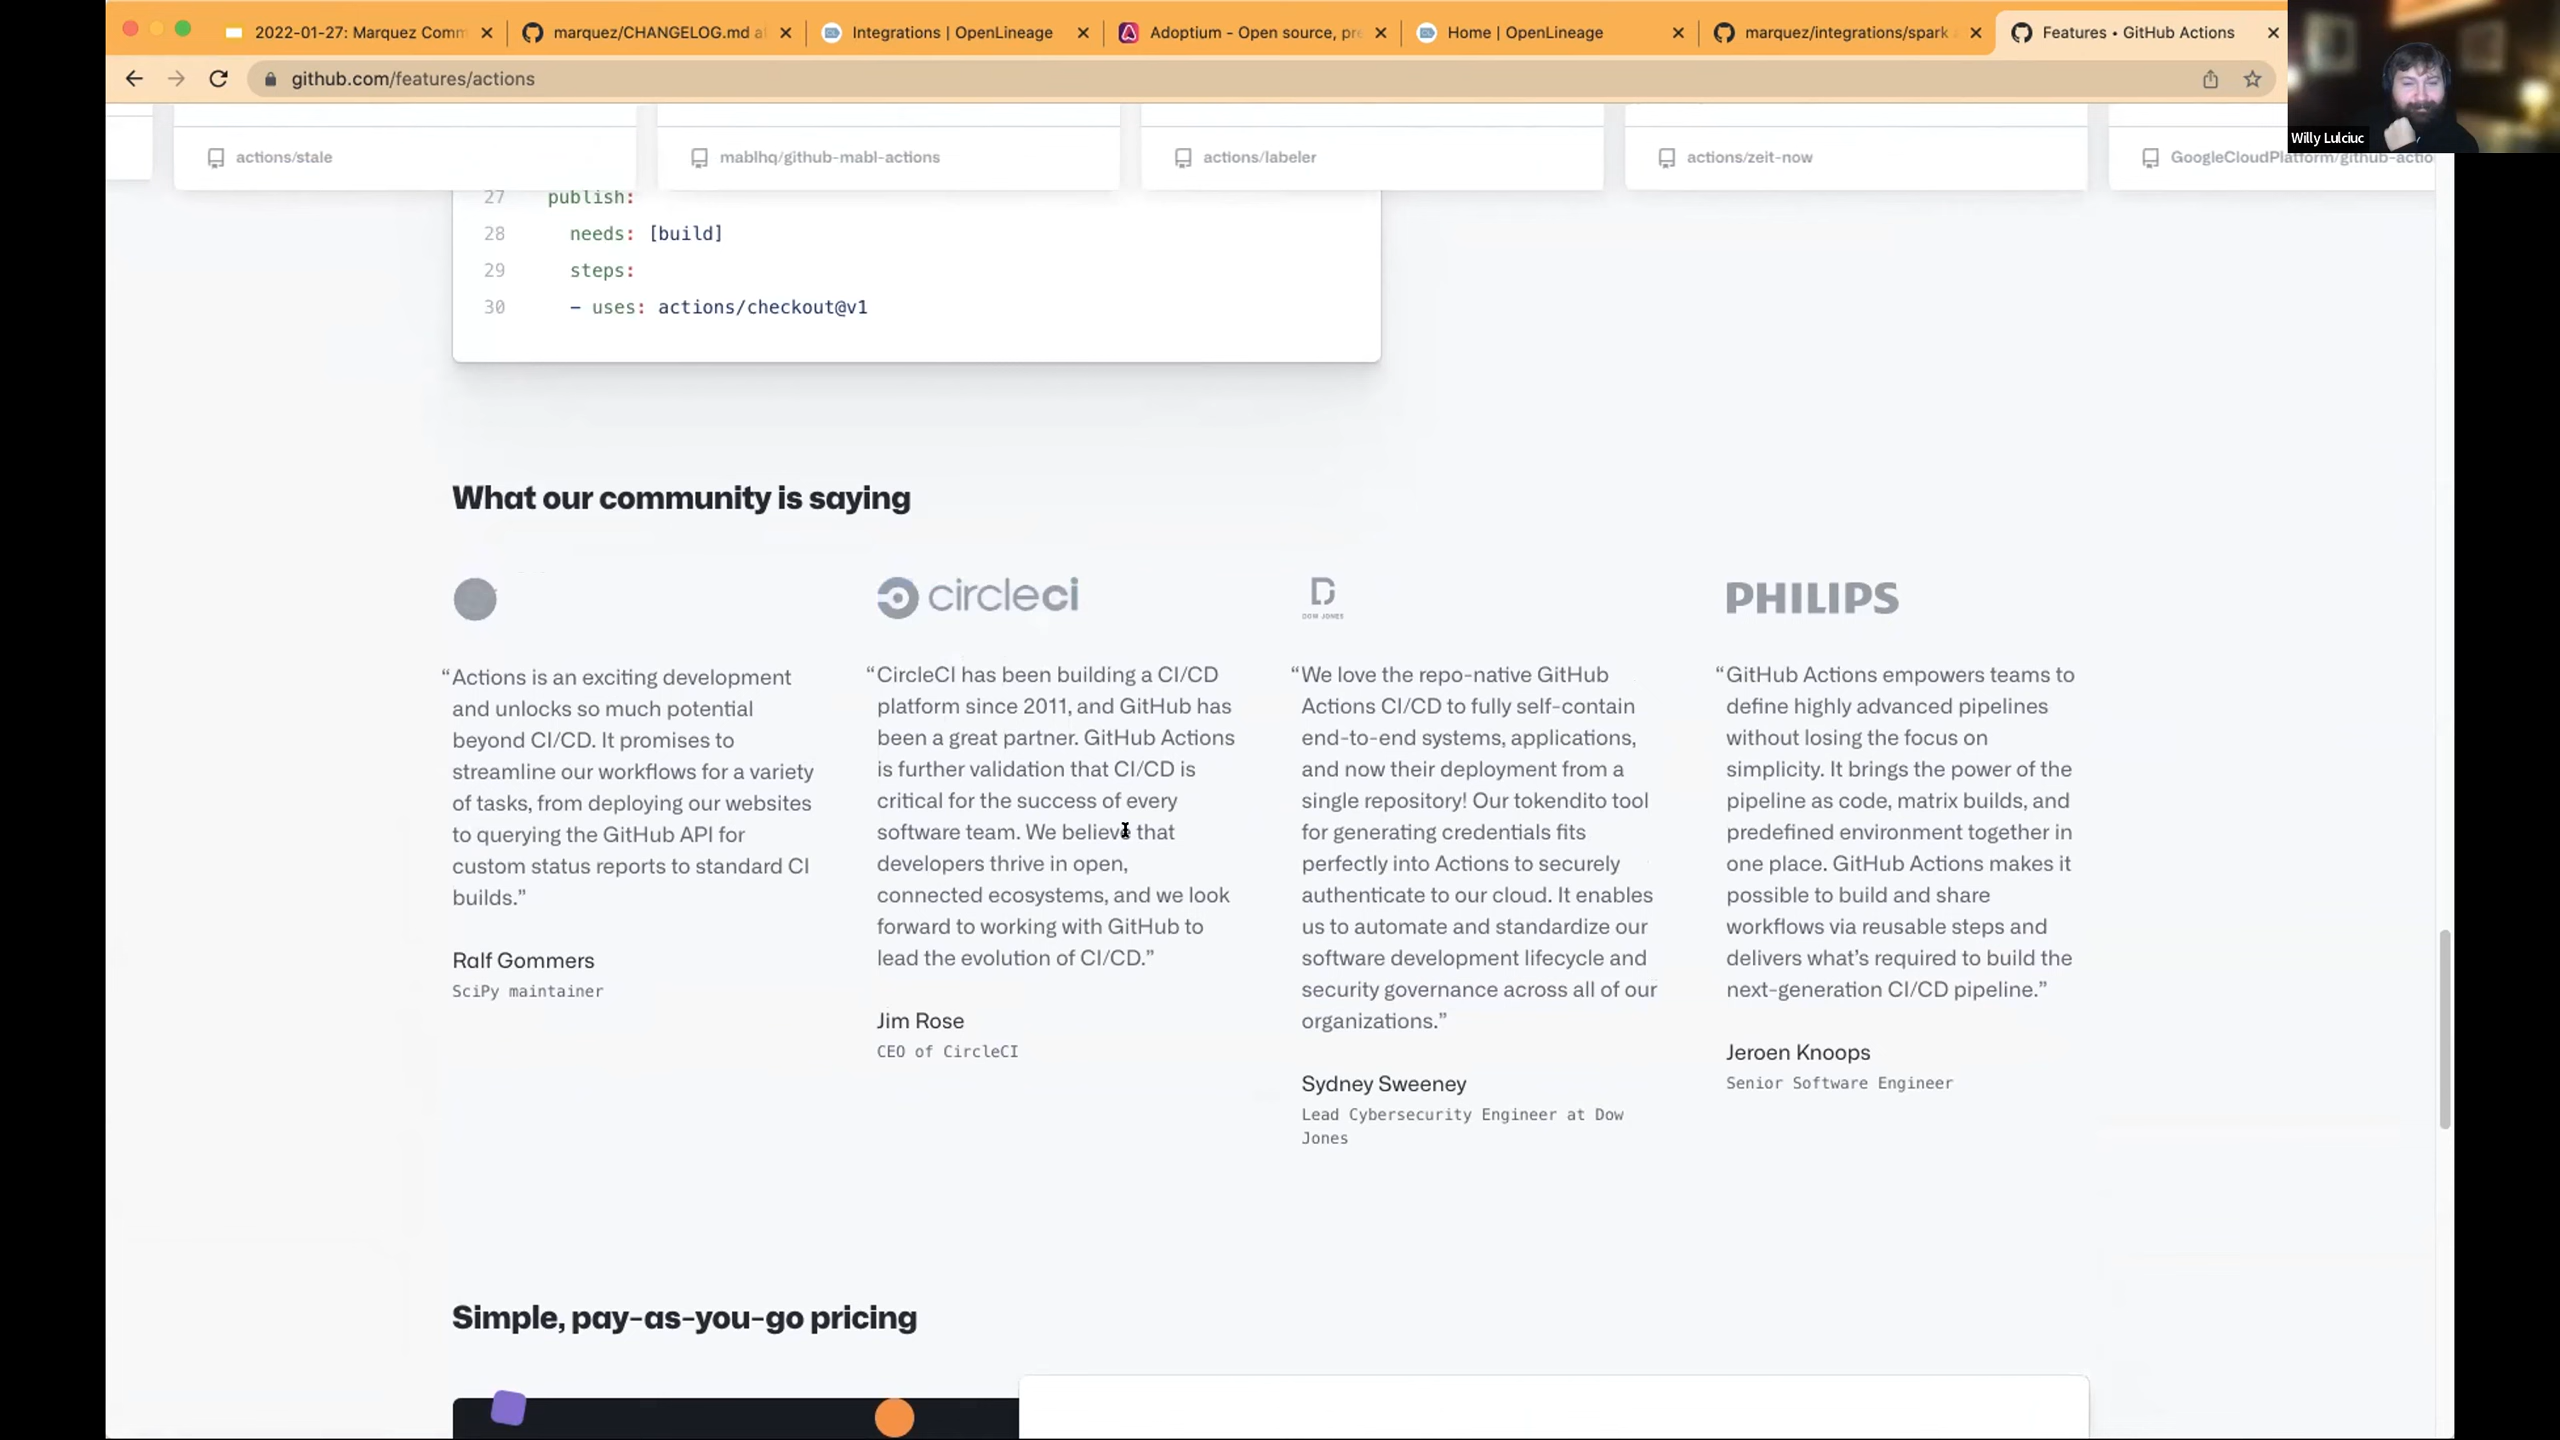 2022-01-27: Marquez Comm
marquez/CHANGELOG.md a
Integrations | OpenLineage
Adoptium - Open source, pre
Home | OpenLineage
marquez/integrations/spark
Features • GitHub Actions
github.com/features/actions
Willy Lulciuc
actions/stale
mablhq/github-mabl-actions
actions/labeler
actions/zeit-now
GoogleCloudPlatform/github-actio
27 publish:
28 needs: [build]
29 steps:
30 - uses: actions/checkout@v1
What our community is saying
“Actions is an exciting development
and unlocks so much potential
beyond CI/CD. It promises to
streamline our workflows for a variety
of tasks, from deploying our websites
to querying the GitHub API for
custom status reports to standard CI
builds.”
Ralf Gommers
SciPy maintainer
circleci
“CircleCI has been building a CI/CD
platform since 2011, and GitHub has
been a great partner. GitHub Actions
is further validation that CI/CD is
critical for the success of every
software team. We believe that
developers thrive in open,
connected ecosystems, and we look
forward to working with GitHub to
lead the evolution of CI/CD.”
Jim Rose
CEO of CircleCI
DOW JONES
“We love the repo-native GitHub
Actions CI/CD to fully self-contain
end-to-end systems, applications,
and now their deployment from a
single repository! Our tokendito tool
for generating credentials fits
perfectly into Actions to securely
authenticate to our cloud. It enables
us to automate and standardize our
software development lifecycle and
security governance across all of our
organizations.”
Sydney Sweeney
Lead Cybersecurity Engineer at Dow
Jones
PHILIPS
“GitHub Actions empowers teams to
define highly advanced pipelines
without losing the focus on
simplicity. It brings the power of the
pipeline as code, matrix builds, and
predefined environment together in
one place. GitHub Actions makes it
possible to build and share
workflows via reusable steps and
delivers what’s required to build the
next-generation CI/CD pipeline.”
Jeroen Knoops
Senior Software Engineer
Simple, pay-as-you-go pricing